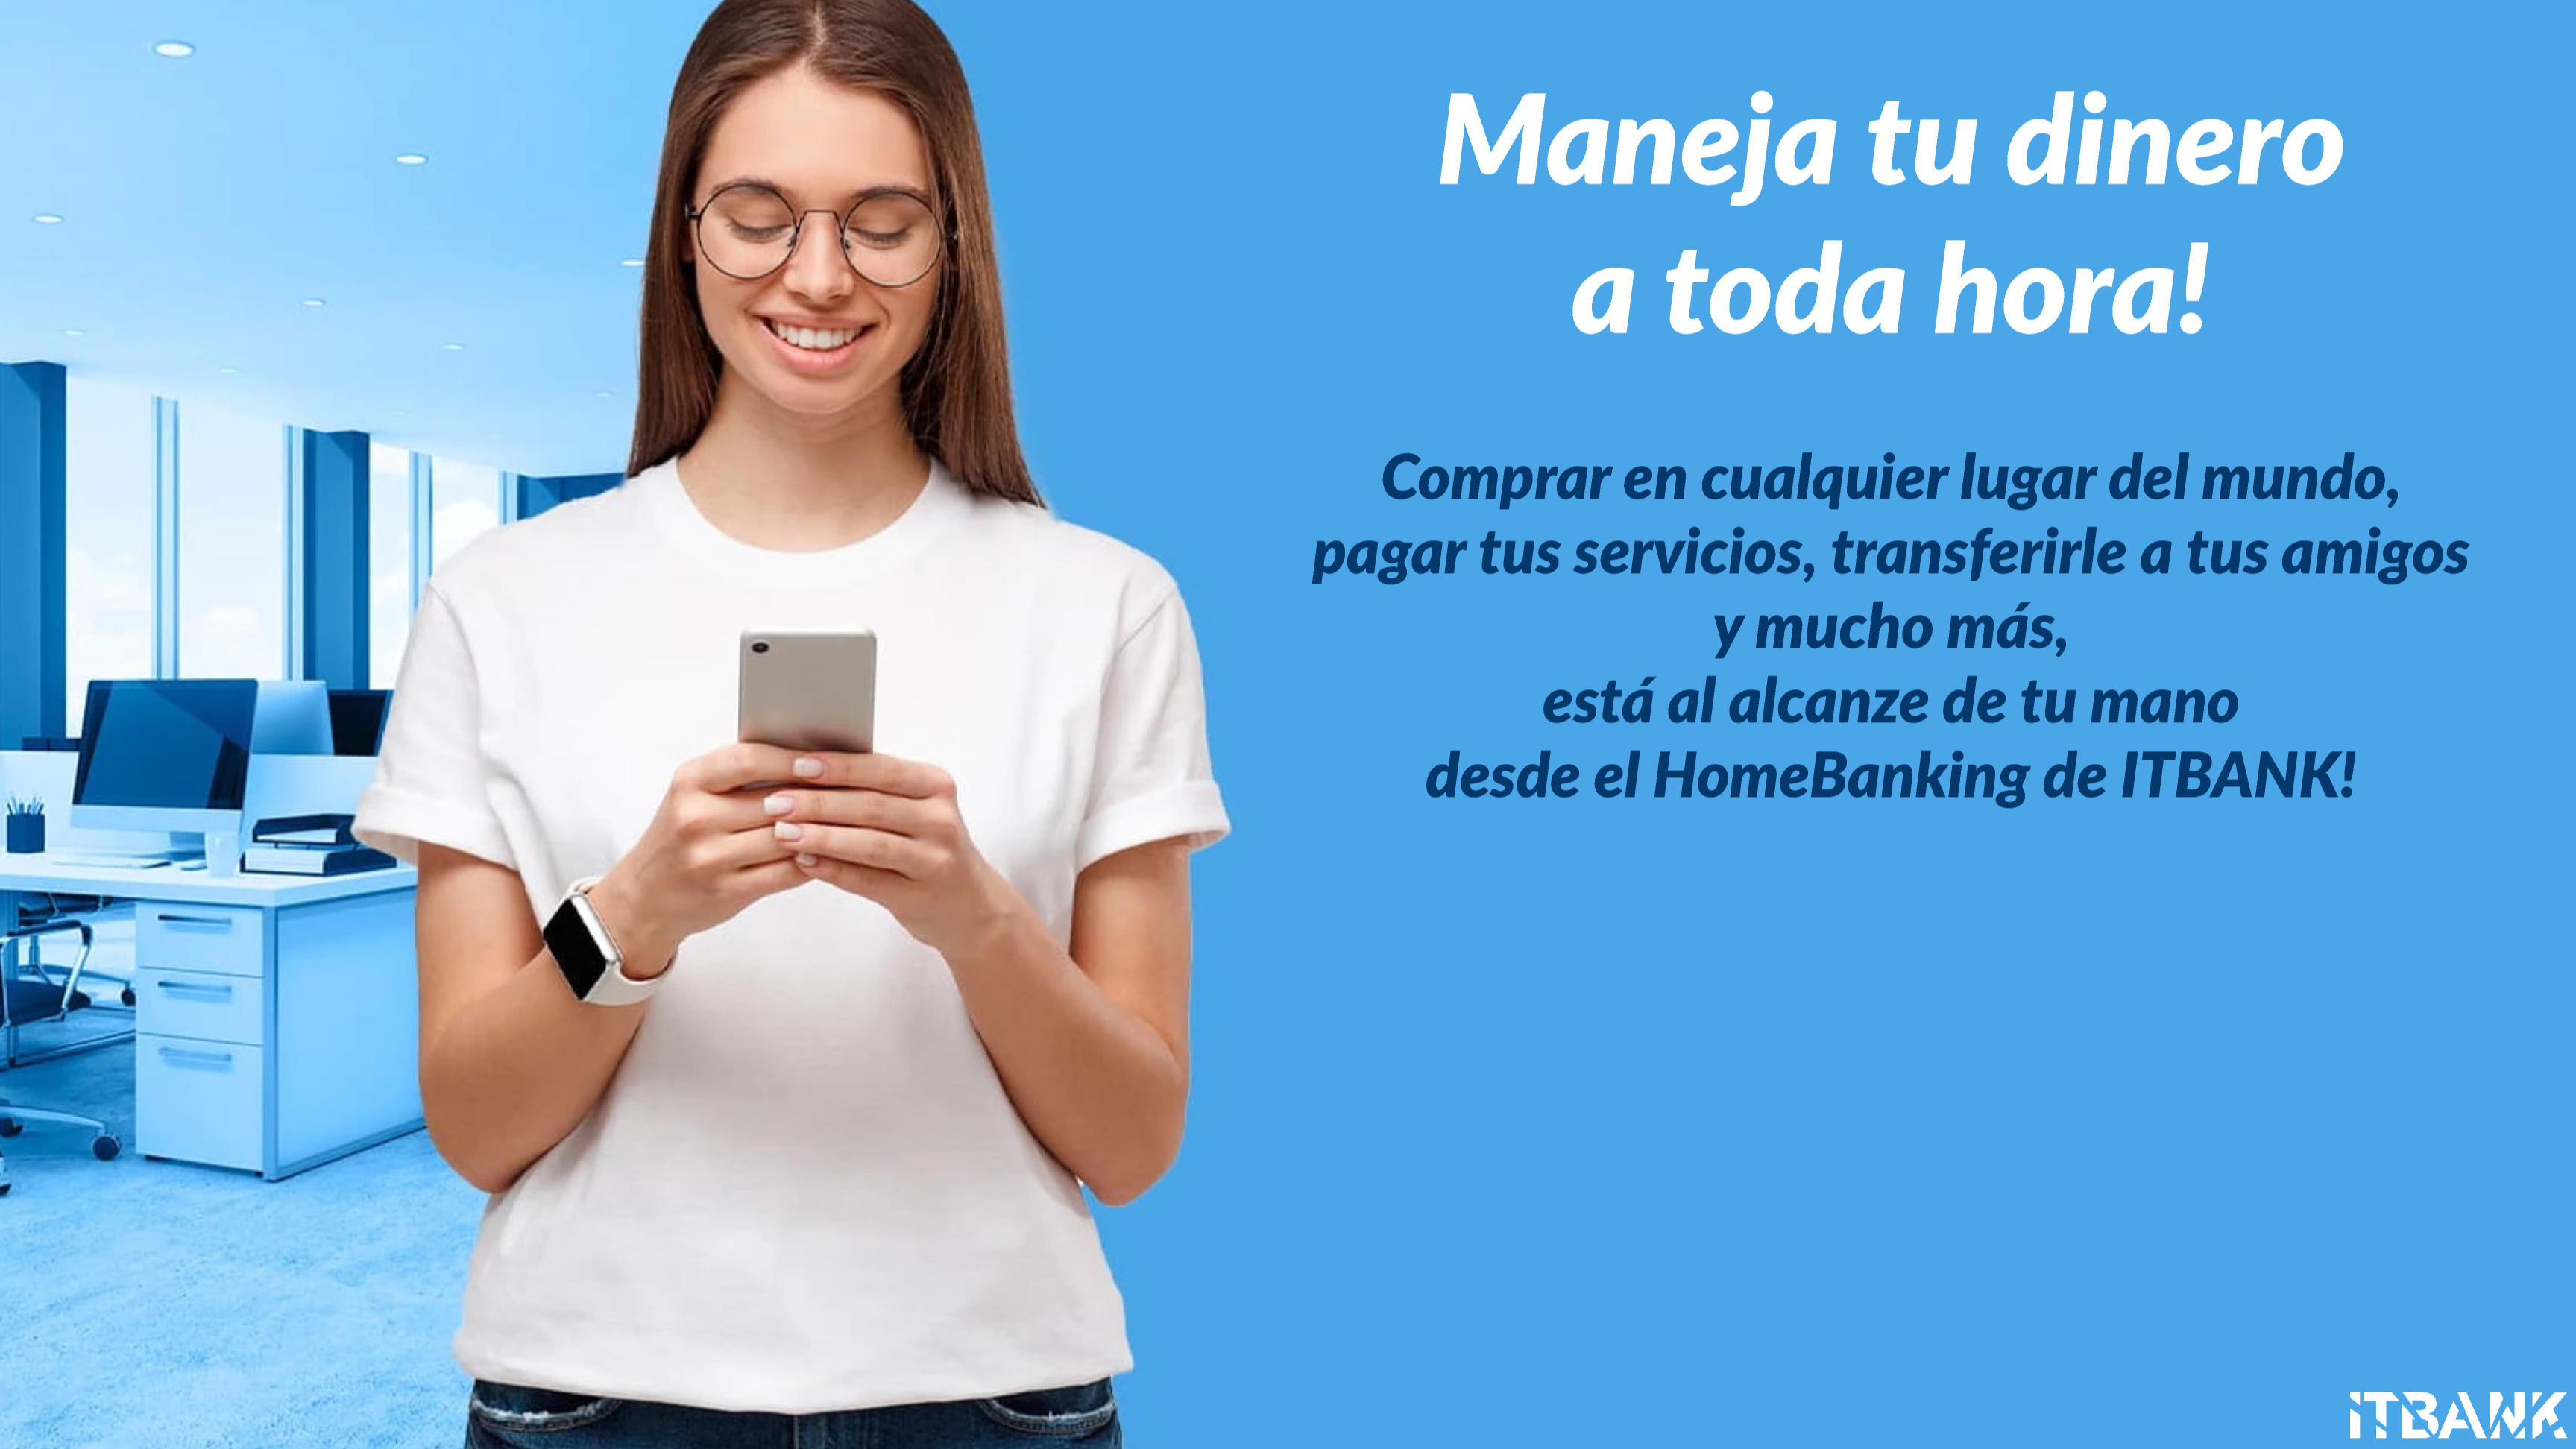 Maneja tu dinero
a toda hora!
Comprar en cualquier lugar del mundo,
pagar tus servicios, transferirle a tus amigos
y mucho más,
está al alcanze de tu mano
desde el HomeBanking de ITBANK!
iTBANK